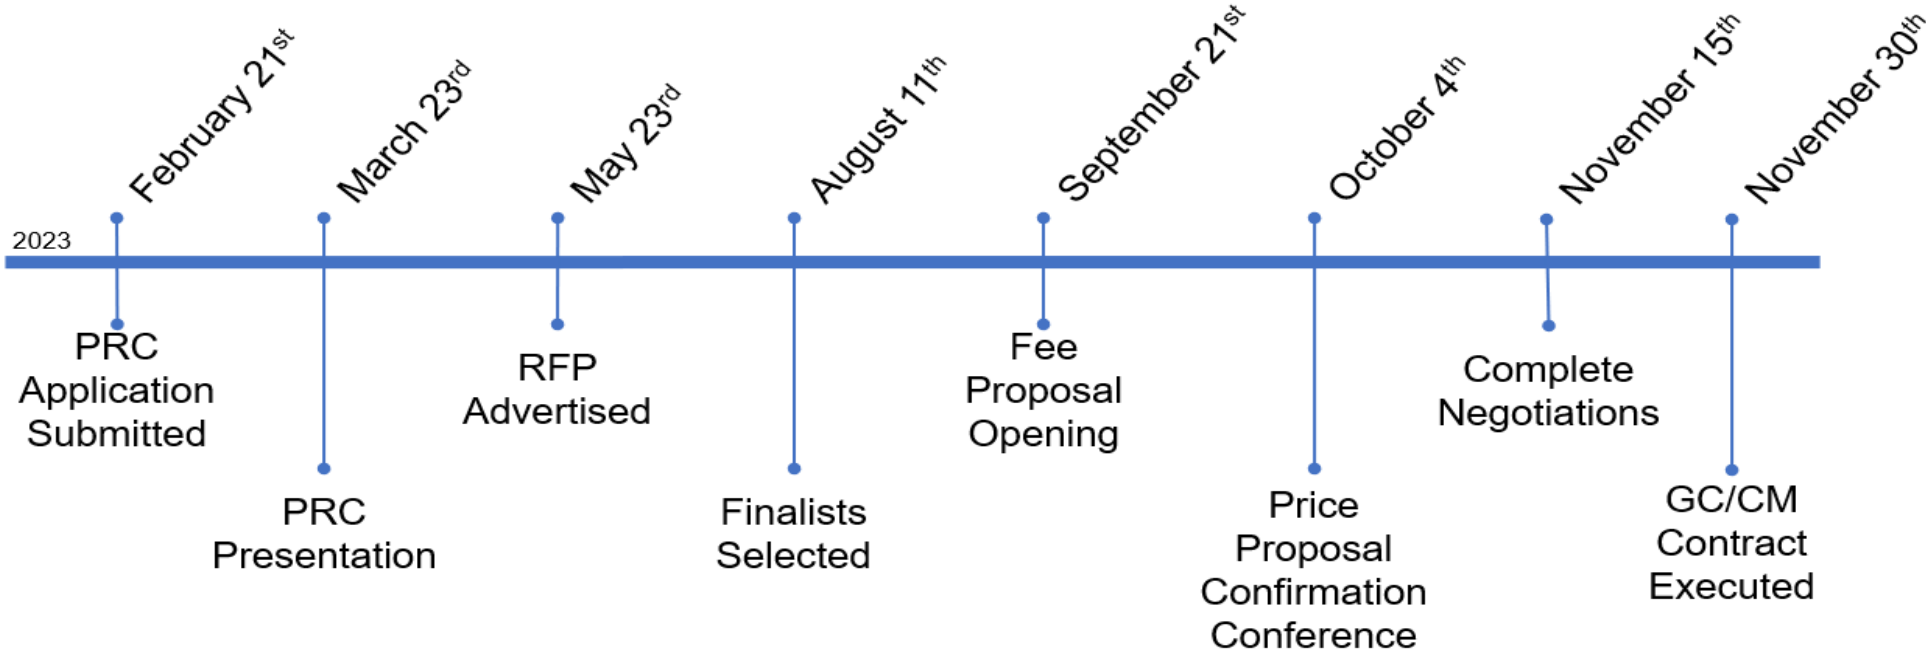 February 21st
March 23rd
May 23rd
August 11th
September 21st
October 4th
November 15th
November 30th
2023
PRC
Application
Submitted
PRC
Presentation
RFP
Advertised
Finalists
Selected
Fee
Proposal
Opening
Price
Proposal
Confirmation
Conference
Complete
Negotiations
GC/CM
Contract
Executed